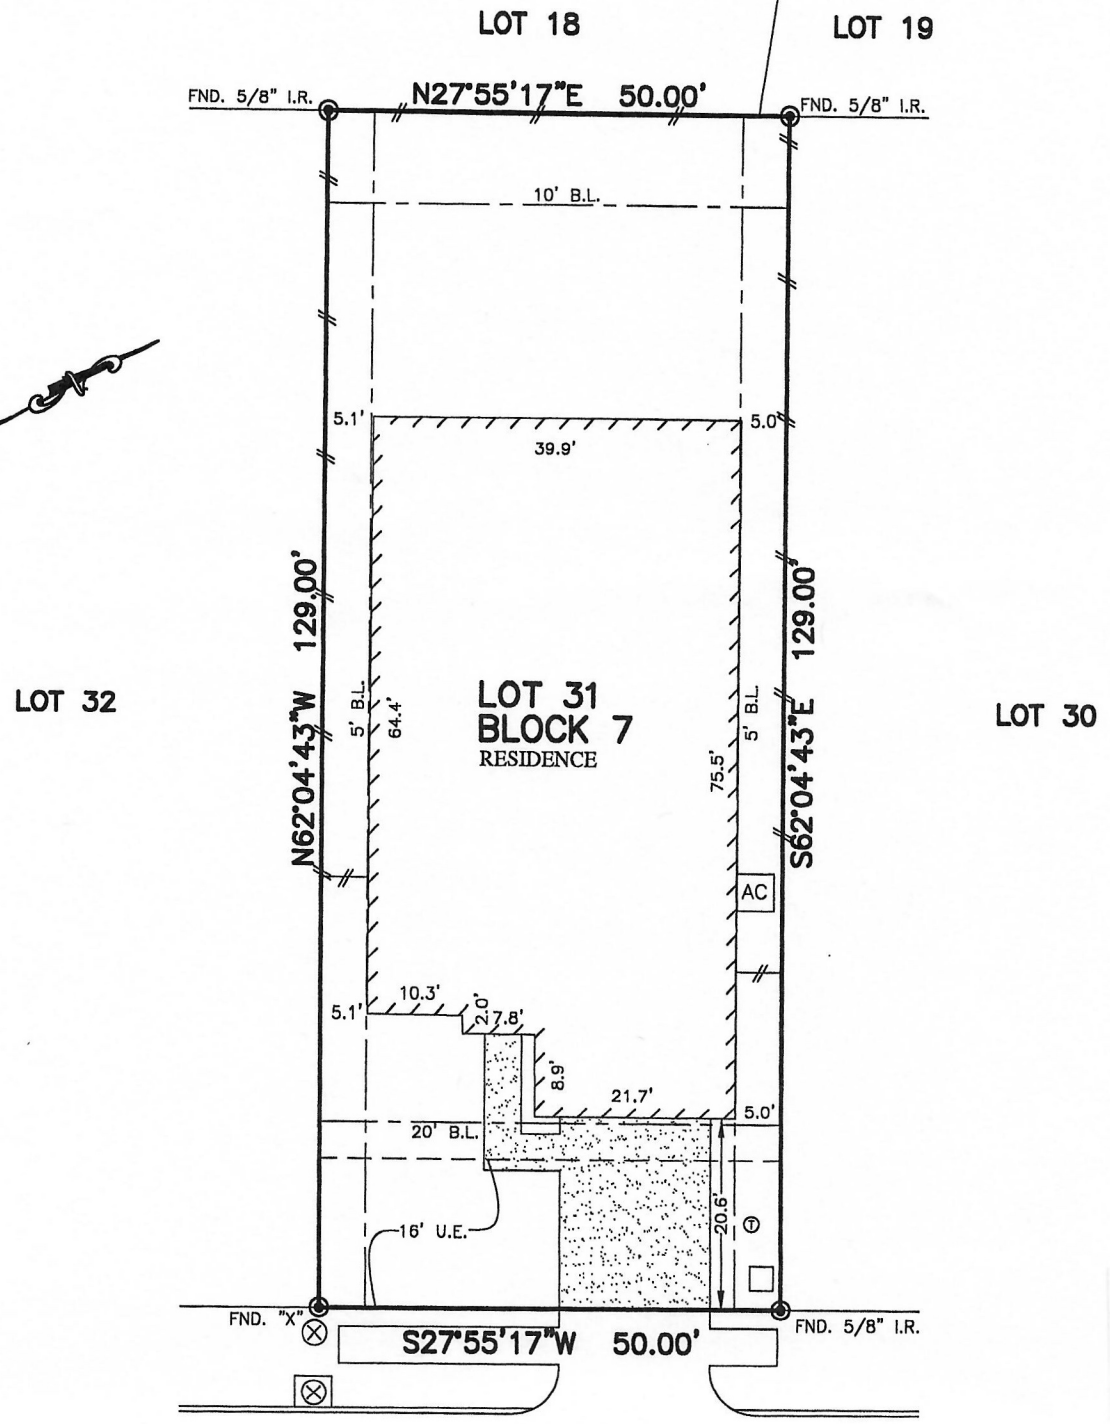 LOT 18
LOT 19
FND. 5/8" I.R.
N27°55'17"E 50.00'
FND. 5/8" I.R.
10' B.L.
5.1'
39.9'
5.0'
N62°04'43"W 129.00'
5' B.L.
64.4'
LOT 32
LOT 31
BLOCK 7
RESIDENCE
75.5'
5' B.L.
S62°04'43"E 129.00'
LOT 30
AC
5.1'
10.3'
2.0'
7.8'
8.9'
21.7'
5.0'
20' B.L.
16' U.E.
20.6'
T
FND. "X"
S27°55'17"W 50.00'
FND. 5/8" I.R.